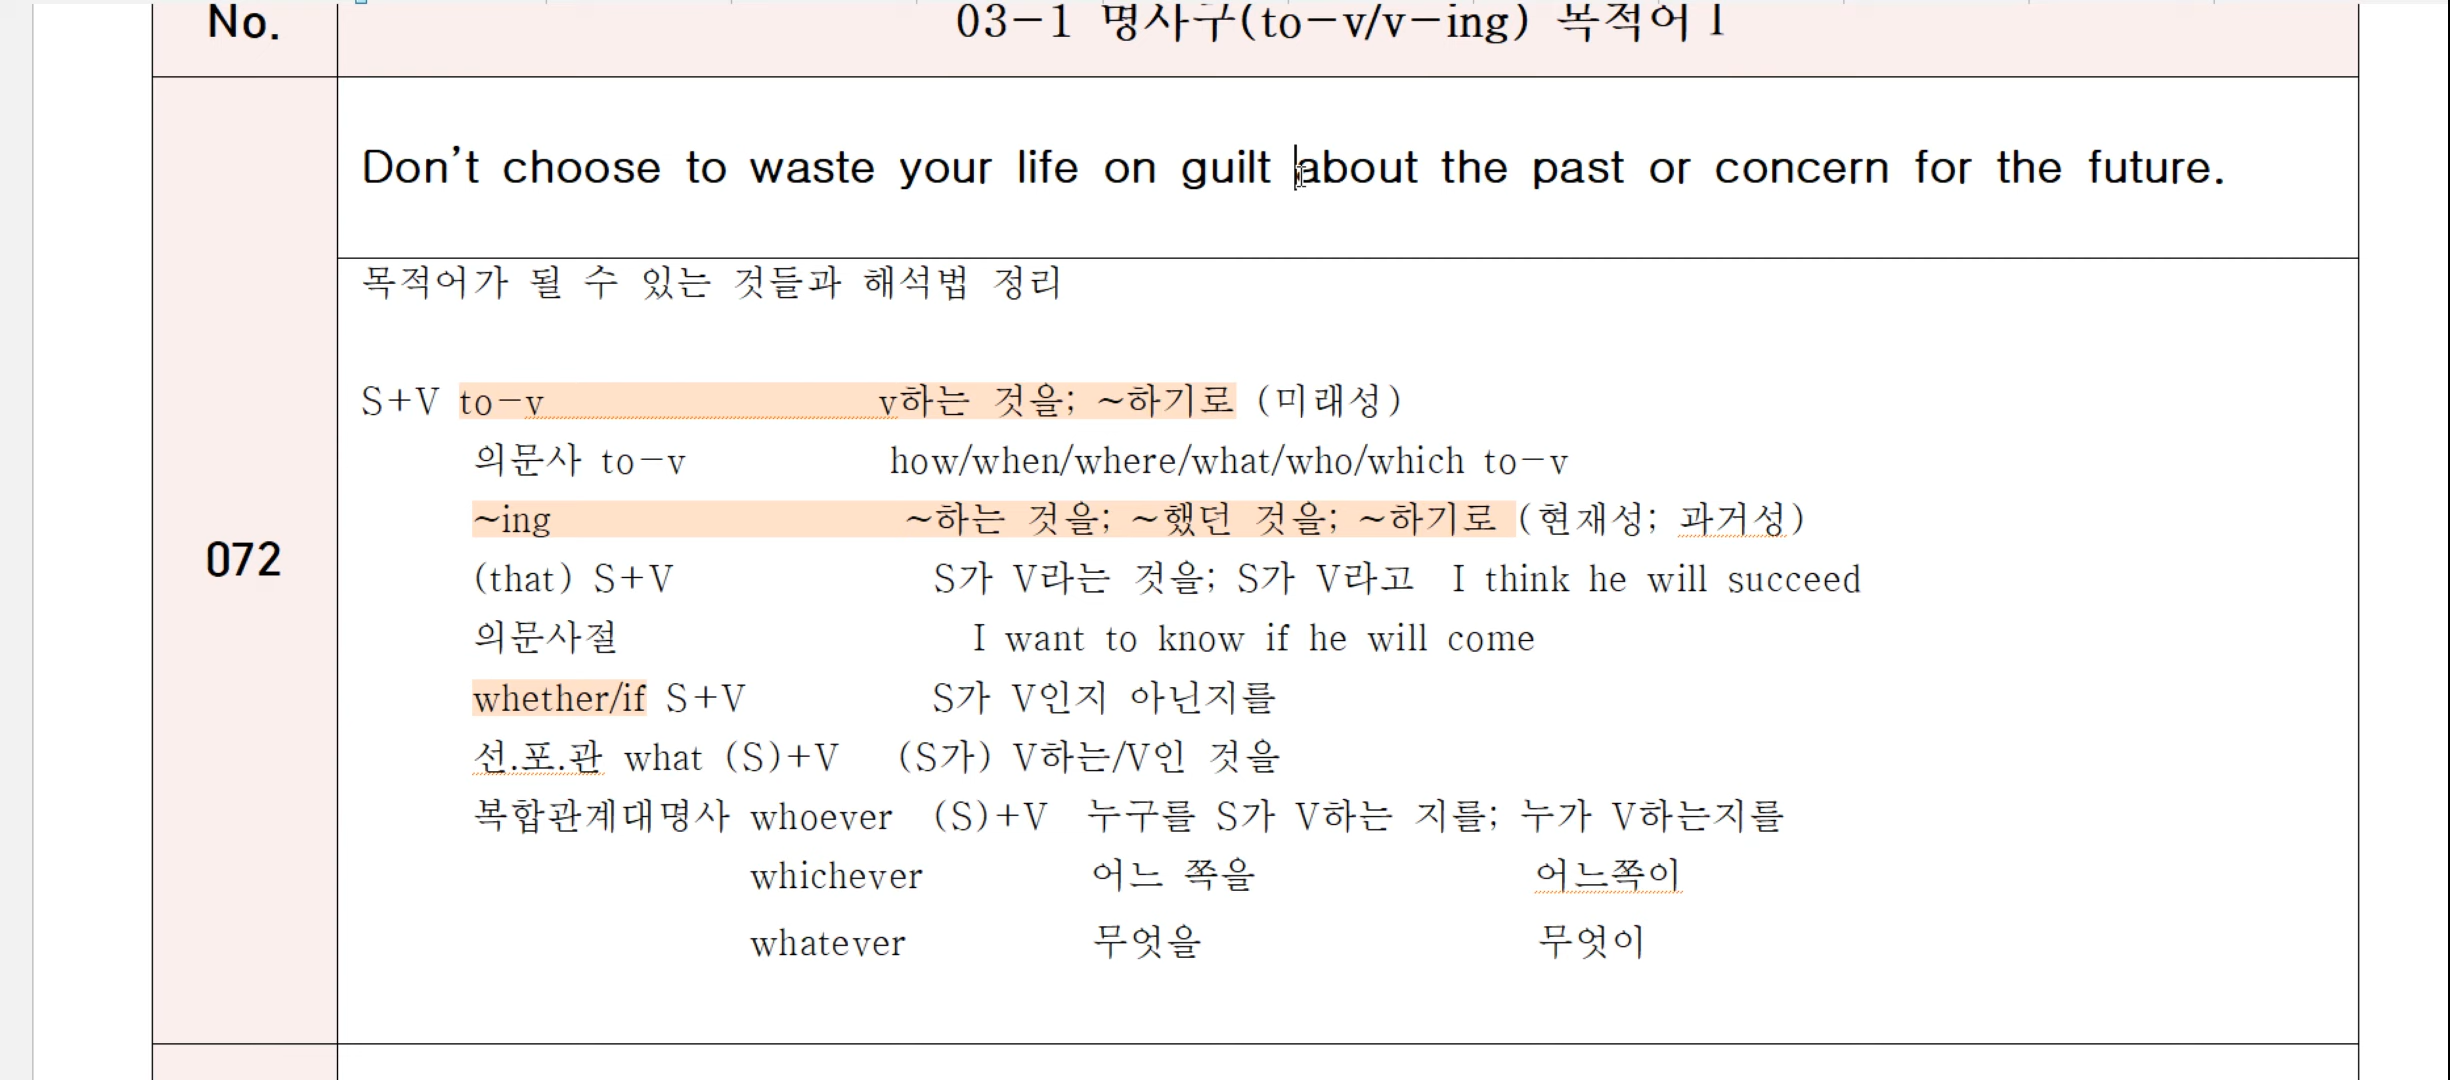 No.
03-1 명사구(to-v/v-ing) 목적어 I
072
Don't choose to waste your life on guilt about the past or concern for the future.
목적어가 될 수 있는 것들과 해석법 정리
S+V to-v v하는 것을; ~하기로 (미래성)
의문사 to-v how/when/where/what/who/which to-v
~ing ~하는 것을; ~했던 것을; ~하기로 (현재성; 과거성)
(that) S+V S가 V라는 것을; S가 V라고 I think he will succeed
의문사절 I want to know if he will come
whether/if S+V S가 V인지 아닌지를
선.포.관 what (S)+V (S가) V하는/V인 것을
복합관계대명사 whoever (S)+V 누구를 S가 V하는 지를; 누가 V하는지를
whichever 어느 쪽을 어느쪽이
whatever 무엇을 무엇이